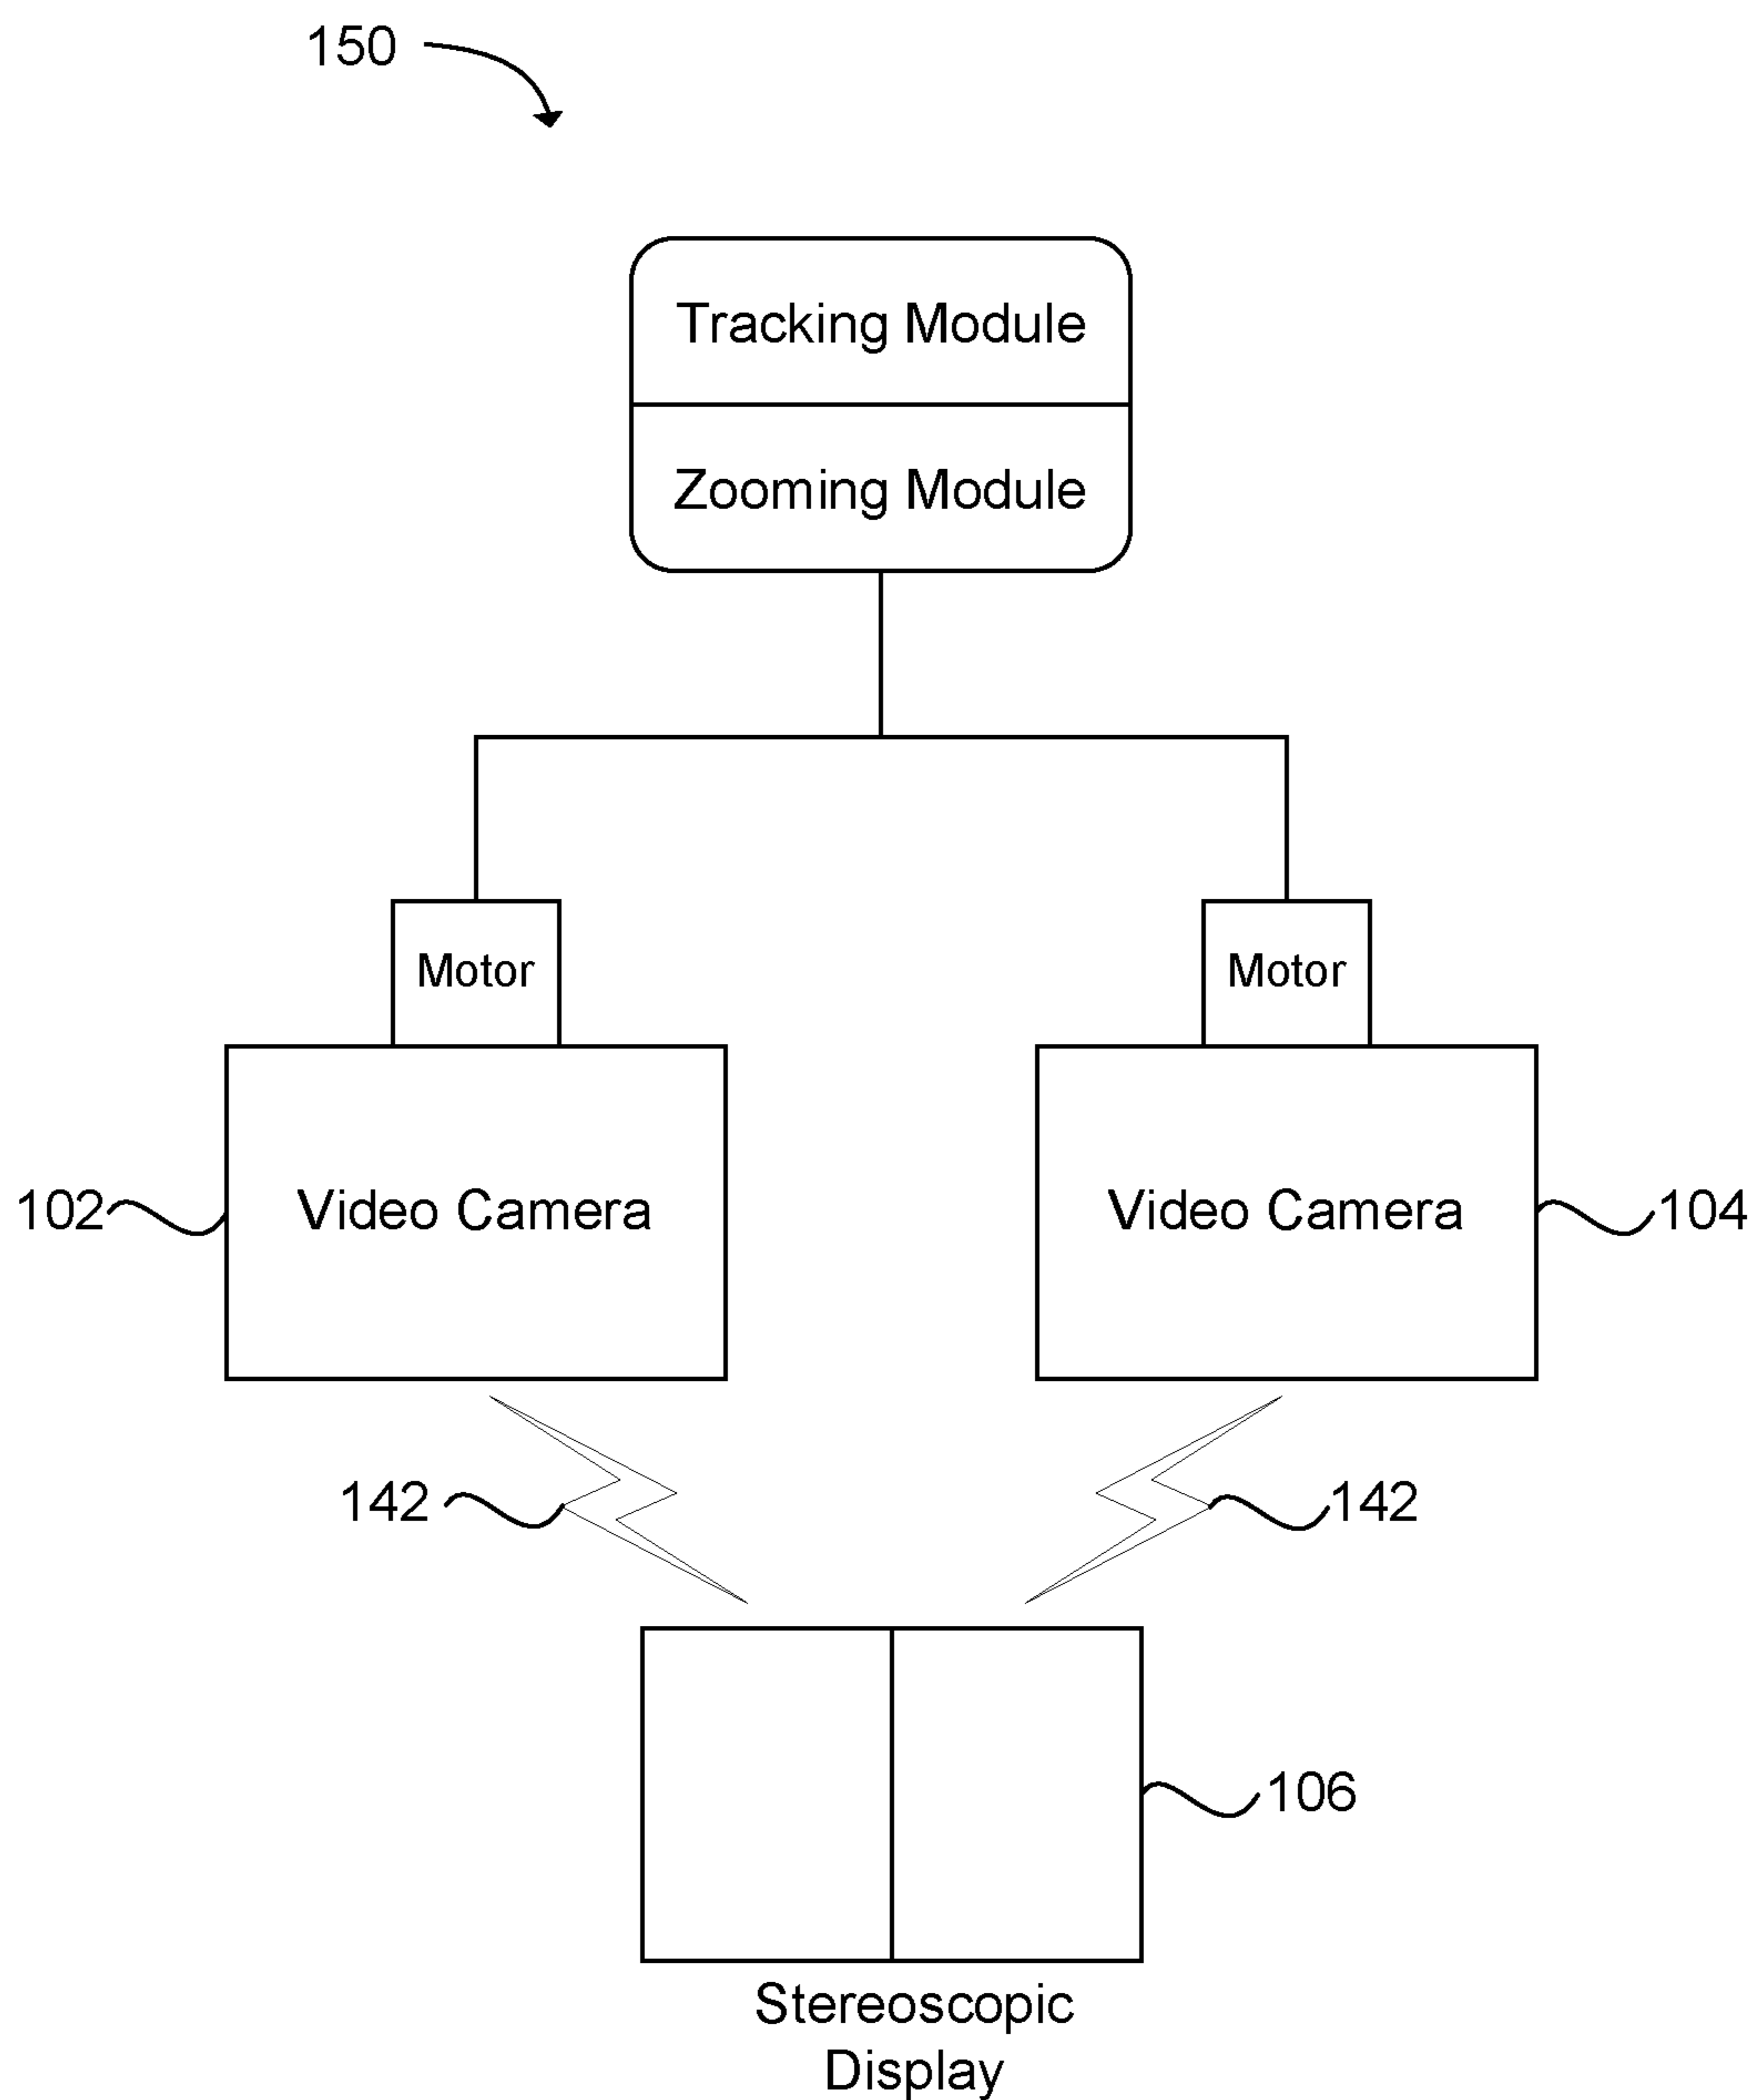 150
Tracking Module
Zooming Module
Motor
Motor
102
Video Camera
Video Camera
104
142
142
106
Stereoscopic
Display